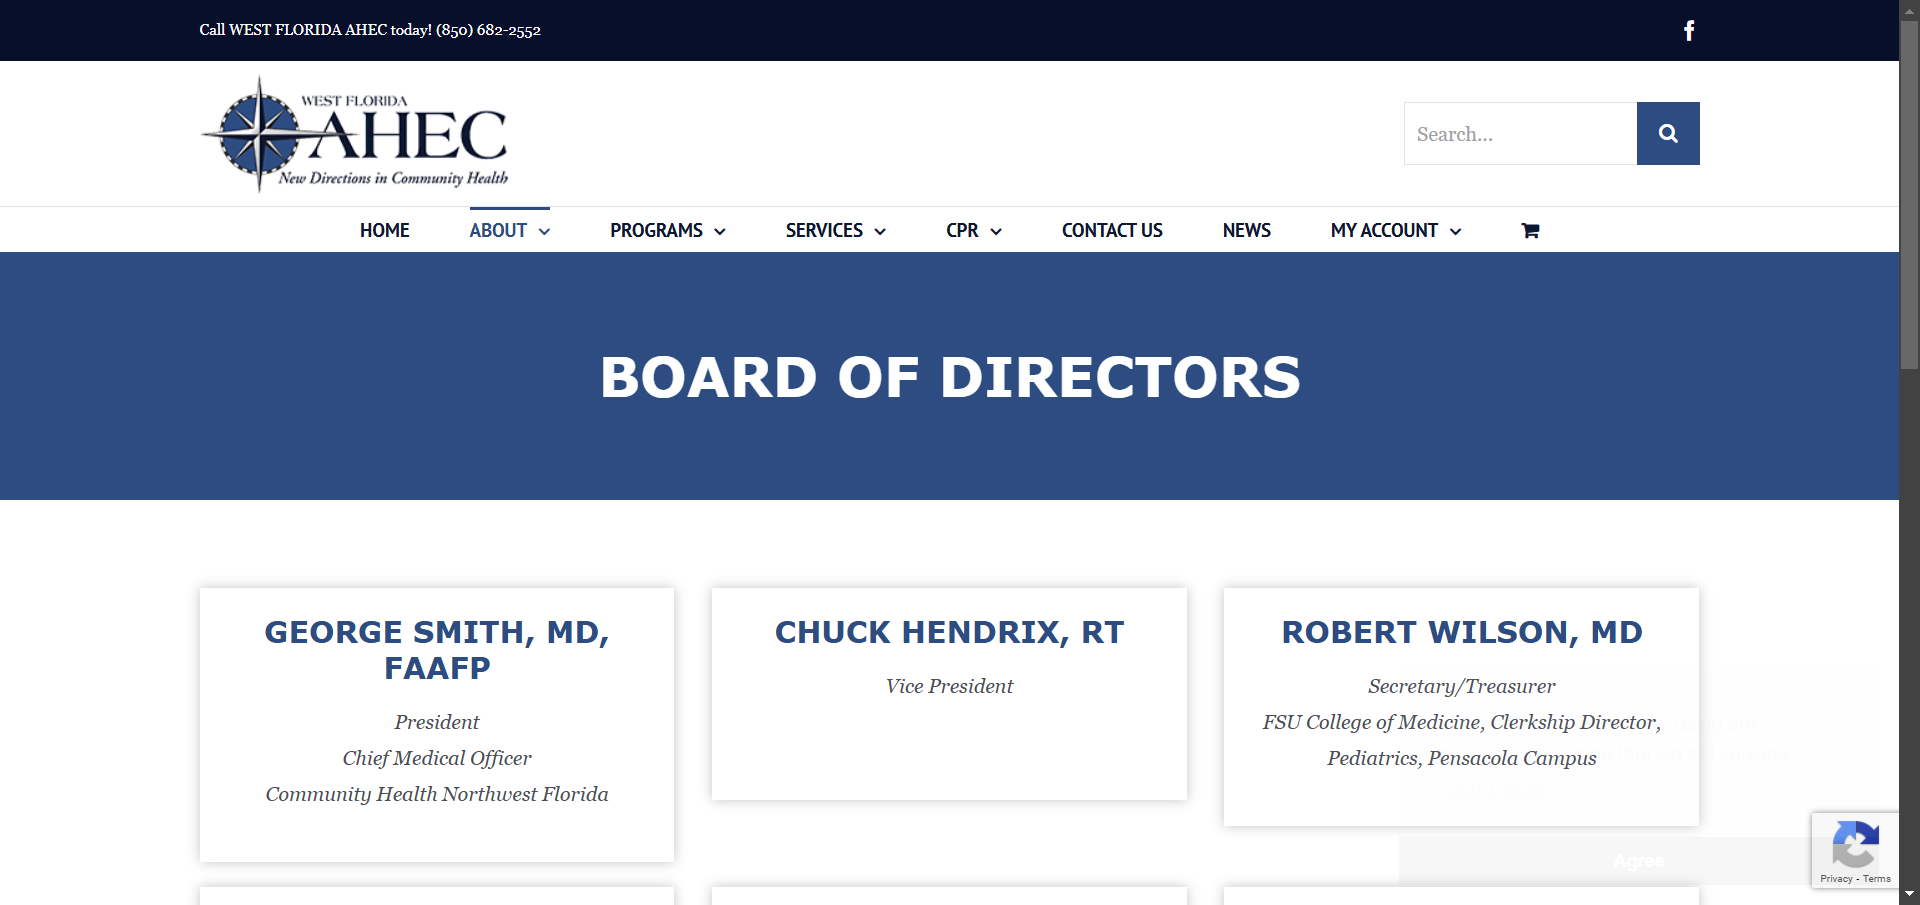 Call WEST FLORIDA AHEC today! (850) 682-2552
WEST FLORIDA
AHEC
New Directions in Community Health
Search...
HOME
ABOUT
PROGRAMS
SERVICES
CPR
CONTACT US
NEWS
MY ACCOUNT
BOARD OF DIRECTORS
GEORGE SMITH, MD,
FAAFP
President
Chief Medical Officer
Community Health Northwest Florida
CHUCK HENDRIX, RT
Vice President
ROBERT WILSON, MD
Secretary/Treasurer
FSU College of Medicine, Clerkship Director,
Pediatrics, Pensacola Campus
Agree
Privacy - Terms